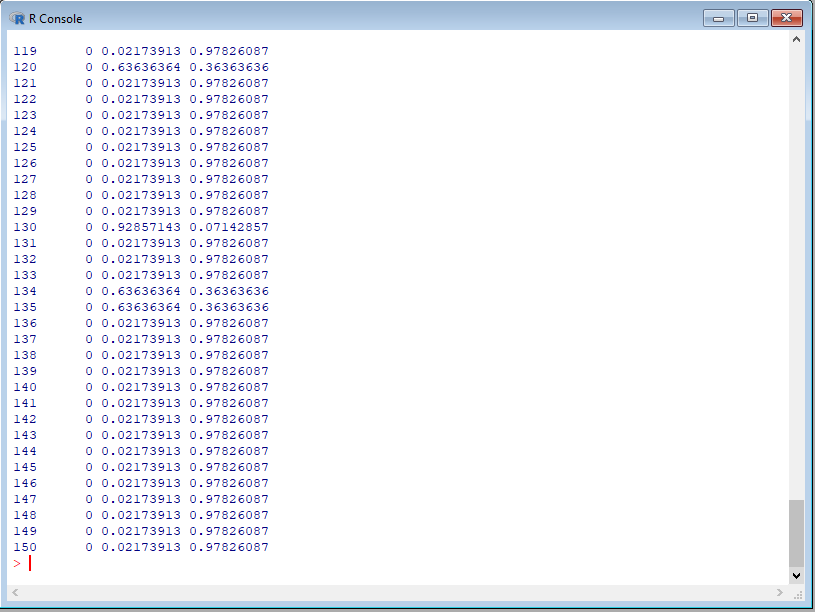 R Console
119 0 0.02173913 0.97826087
120 0 0.63636364 0.36363636
121 0 0.02173913 0.97826087
122 0 0.02173913 0.97826087
123 0 0.02173913 0.97826087
124 0 0.02173913 0.97826087
125 0 0.02173913 0.97826087
126 0 0.02173913 0.97826087
127 0 0.02173913 0.97826087
128 0 0.02173913 0.97826087
129 0 0.02173913 0.97826087
130 0 0.92857143 0.07142857
131 0 0.02173913 0.97826087
132 0 0.02173913 0.97826087
133 0 0.02173913 0.97826087
134 0 0.63636364 0.36363636
135 0 0.63636364 0.36363636
136 0 0.02173913 0.97826087
137 0 0.02173913 0.97826087
138 0 0.02173913 0.97826087
139 0 0.02173913 0.97826087
140 0 0.02173913 0.97826087
141 0 0.02173913 0.97826087
142 0 0.02173913 0.97826087
143 0 0.02173913 0.97826087
144 0 0.02173913 0.97826087
145 0 0.02173913 0.97826087
146 0 0.02173913 0.97826087
147 0 0.02173913 0.97826087
148 0 0.02173913 0.97826087
149 0 0.02173913 0.97826087
150 0 0.02173913 0.97826087
>